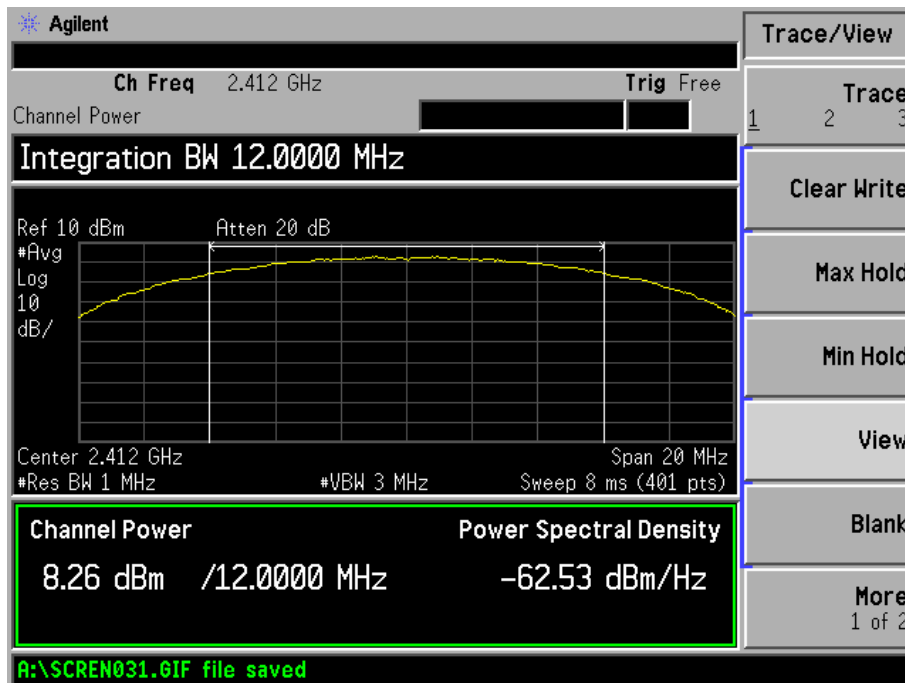 Agilent
Trace/View
Ch Freq 2.412 GHz Trig Free
Channel Power
Trace
1 2 3
Integration BW 12.0000 MHz
Clear Write
Ref 10 dBm Atten 20 dB
#Avg
Log
10
dB/
Max Hold
Min Hold
View
Center 2.412 GHz Span 20 MHz
#Res BW 1 MHz #VBW 3 MHz Sweep 8 ms (401 pts)
Channel Power Power Spectral Density
Blank
8.26 dBm /12.0000 MHz -62.53 dBm/Hz
More
1 of 2
A:\SCREN031.GIF file saved